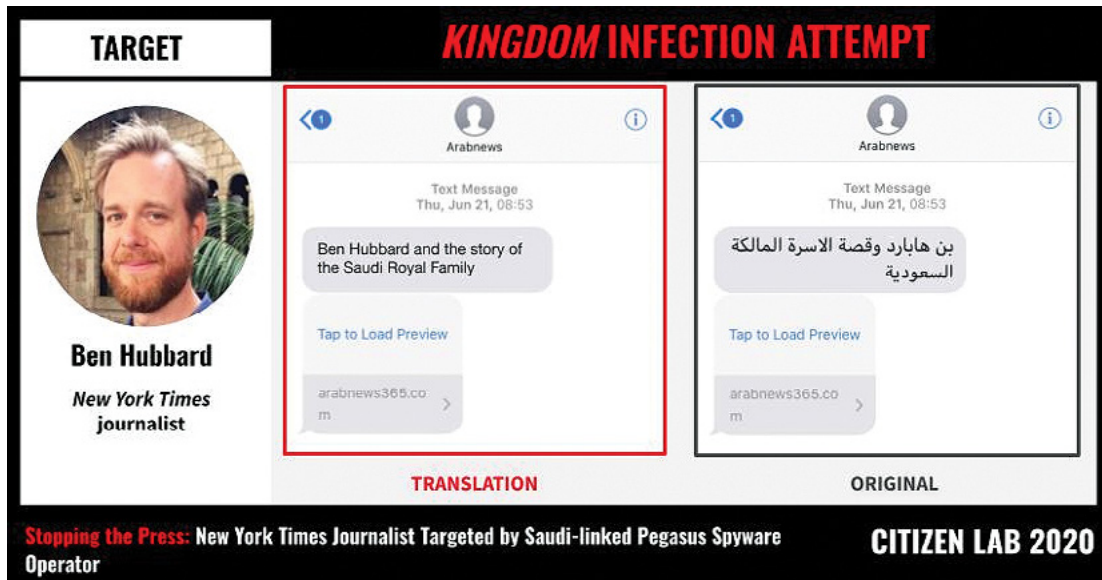 TARGET
KINGDOM INFECTION ATTEMPT
Ben Hubbard
New York Times
journalist
1
Arabnews
Text Message
Thu, Jun 21, 08:53
Ben Hubbard and the story of
the Saudi Royal Family
Tap to Load Preview
arabnews365.co
m
TRANSLATION
1
Arabnews
Text Message
Thu, Jun 21, 08:53
بن هابارد وقصة الاسرة المالكة
السعودية
Tap to Load Preview
arabnews365.co
m
ORIGINAL
Stopping the Press: New York Times Journalist Targeted by Saudi-linked Pegasus Spyware
Operator
CITIZEN LAB 2020